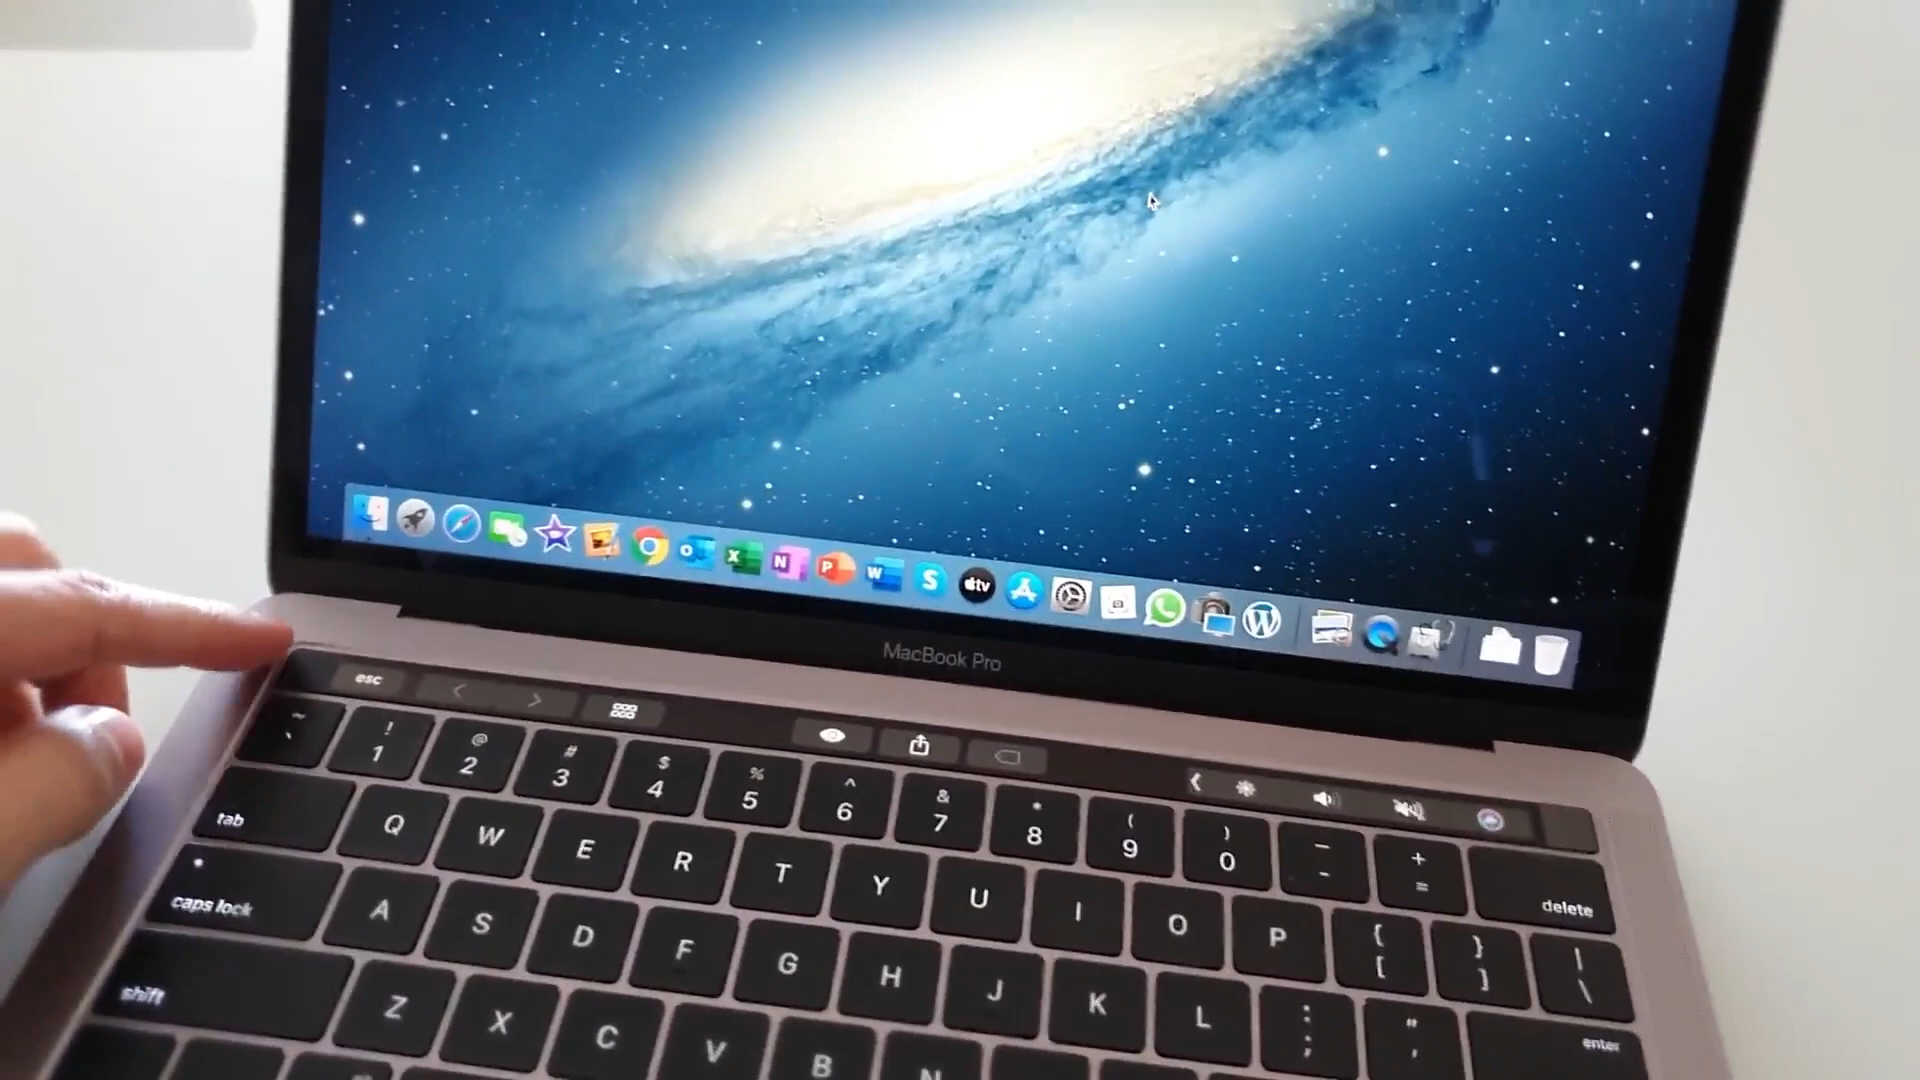 O X N P W S tv W
MacBook Pro
esc < >
~ ! @ # $ % ^ & * ( ) _ +
` 1 2 3 4 5 6 7 8 9 0 - = delete
tab Q W E R T Y U I O P { [ } ] | \
caps lock A S D F G H J K L : ; " ' enter
shift Z X C V B N